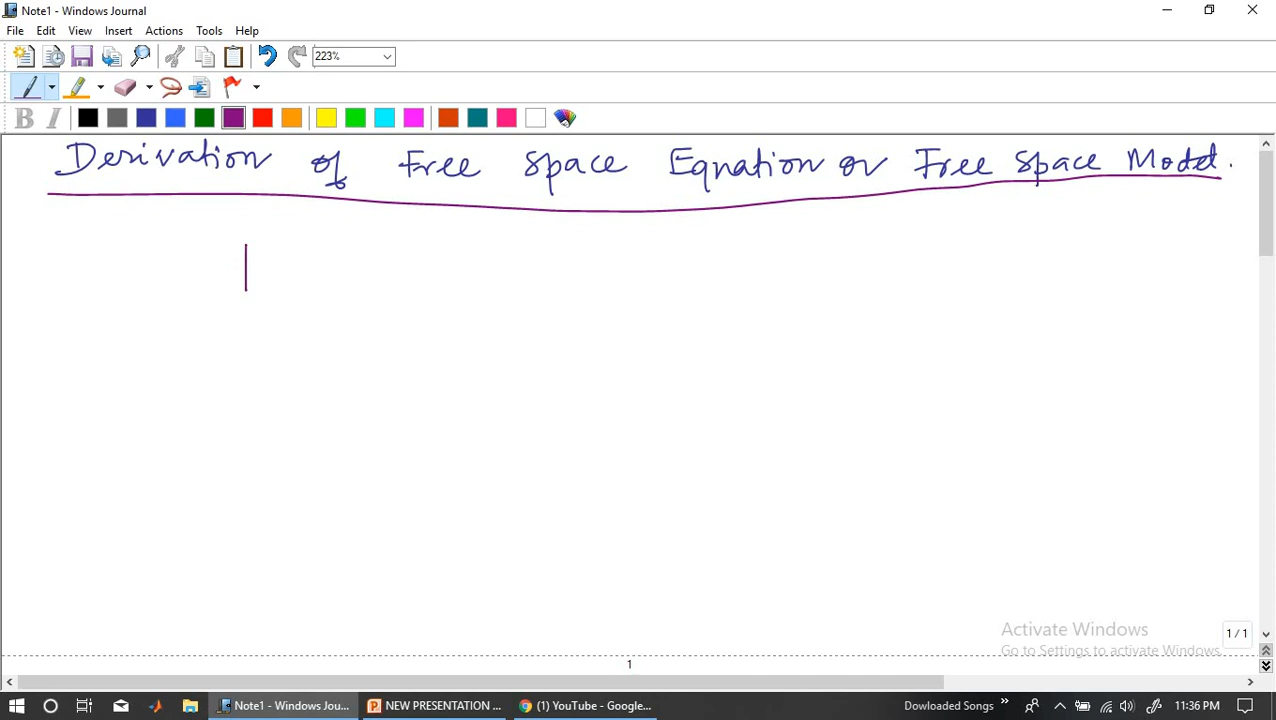 Note1 - Windows Journal
File Edit View Insert Actions Tools Help
223%
B I
Derivation of Free Space Equation or Free Space Model.
Activate Windows
Go to Settings to activate Windows.
1 / 1
1
Note1 - Windows Jou... NEW PRESENTATION ... (1) YouTube - Google... Dowloaded Songs » 11:36 PM